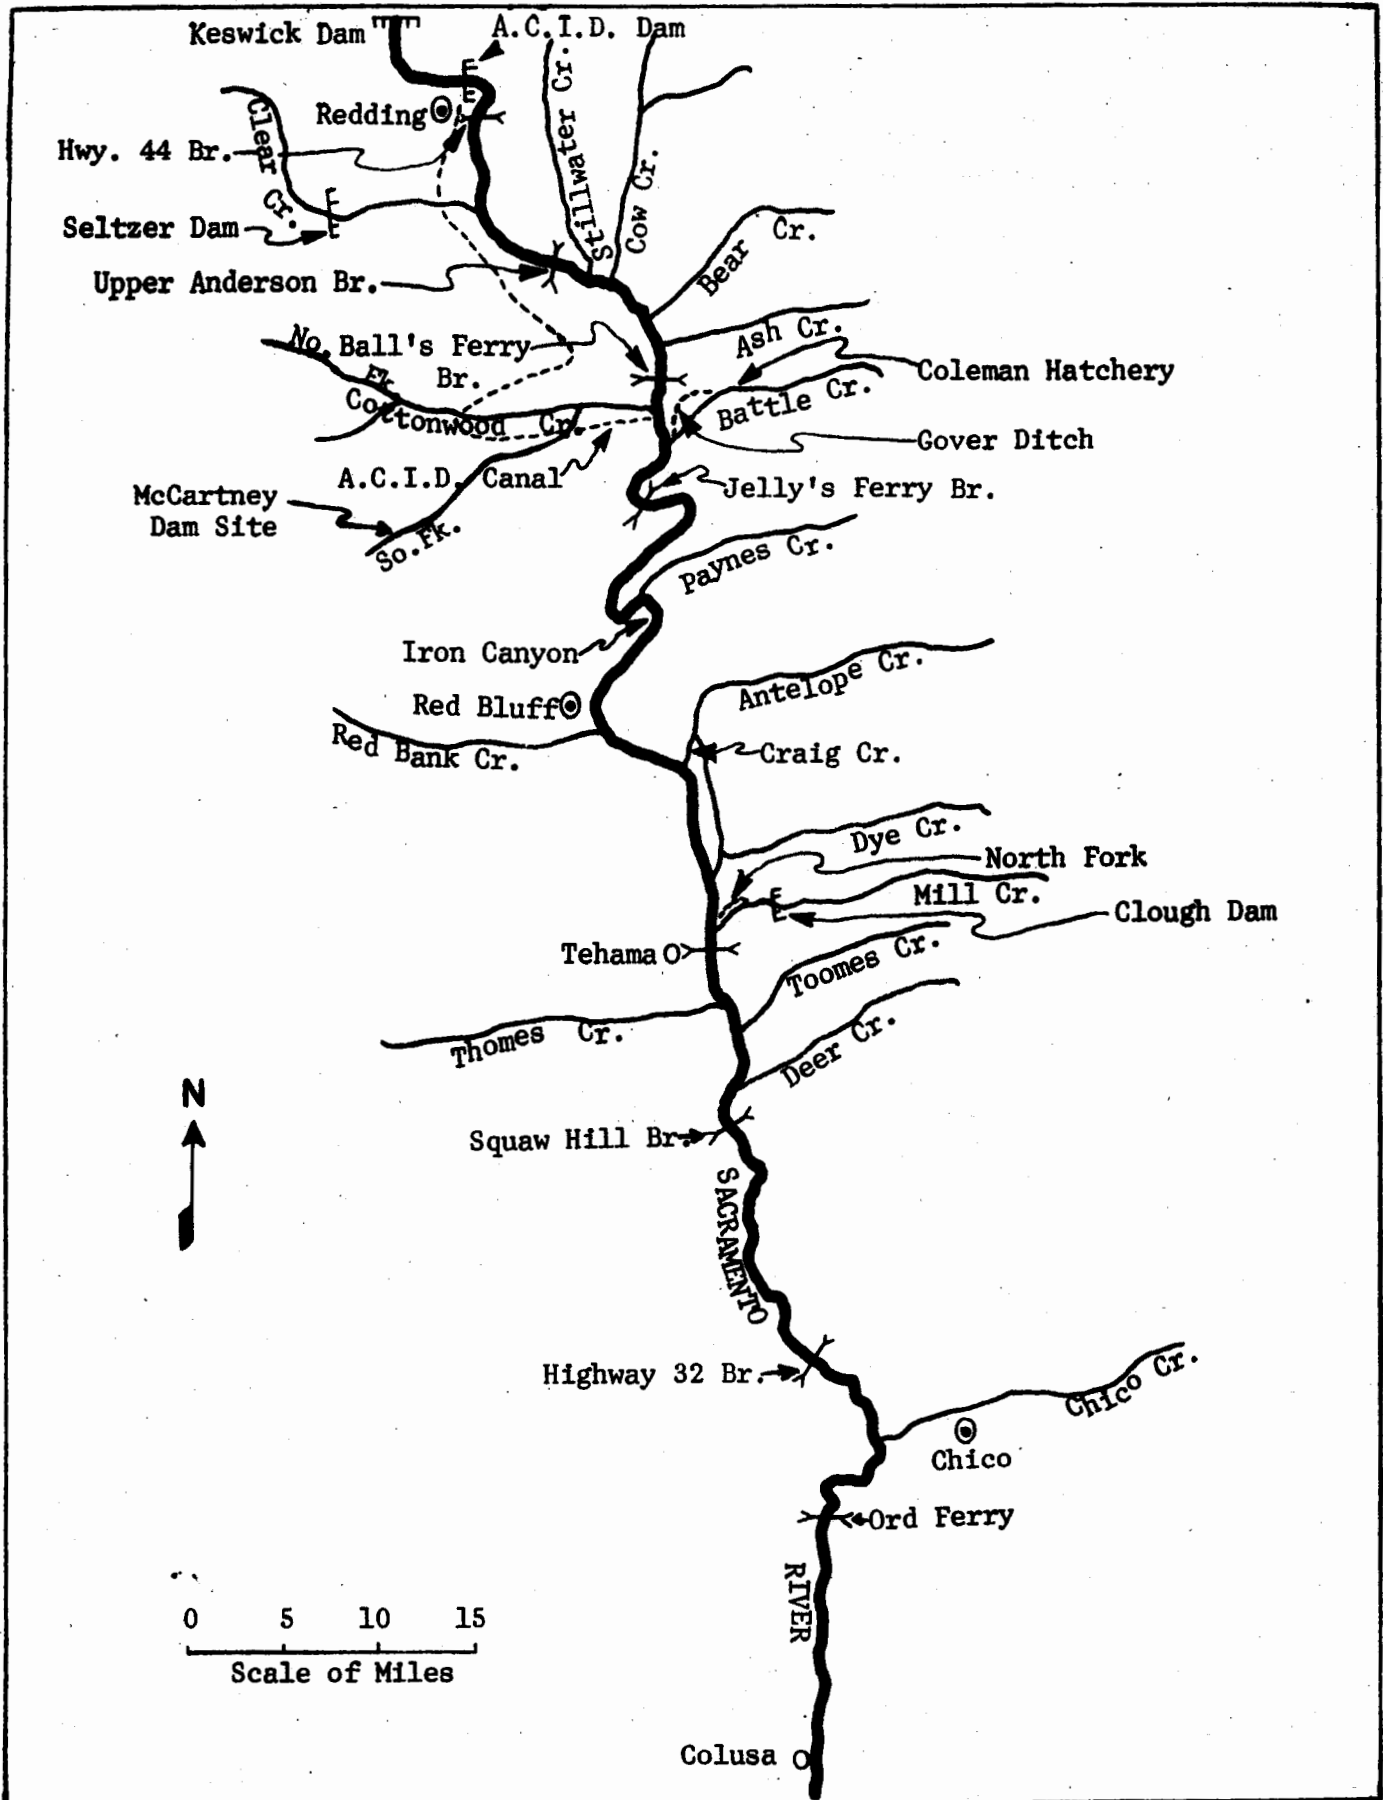 Keswick Dam
A.C.I.D. Dam
Stillwater Cr.
Redding
Clear Cr.
Hwy. 44 Br.
Cow Cr.
Seltzer Dam
Bear Cr.
Upper Anderson Br.
No. Fk.
Ball's Ferry
Br.
Ash Cr.
Coleman Hatchery
Cottonwood Cr.
Battle Cr.
Gover Ditch
A.C.I.D. Canal
Jelly's Ferry Br.
McCartney
Dam Site
So. Fk.
Paynes Cr.
Iron Canyon
Antelope Cr.
Red Bluff
Red Bank Cr.
Craig Cr.
Dye Cr.
North Fork
Mill Cr.
Clough Dam
Tehama
Toomes Cr.
Thomes Cr.
Deer Cr.
N
Squaw Hill Br.
SACRAMENTO
Highway 32 Br.
Chico Cr.
Chico
Ord Ferry
RIVER
0 5 10 15
Scale of Miles
Colusa